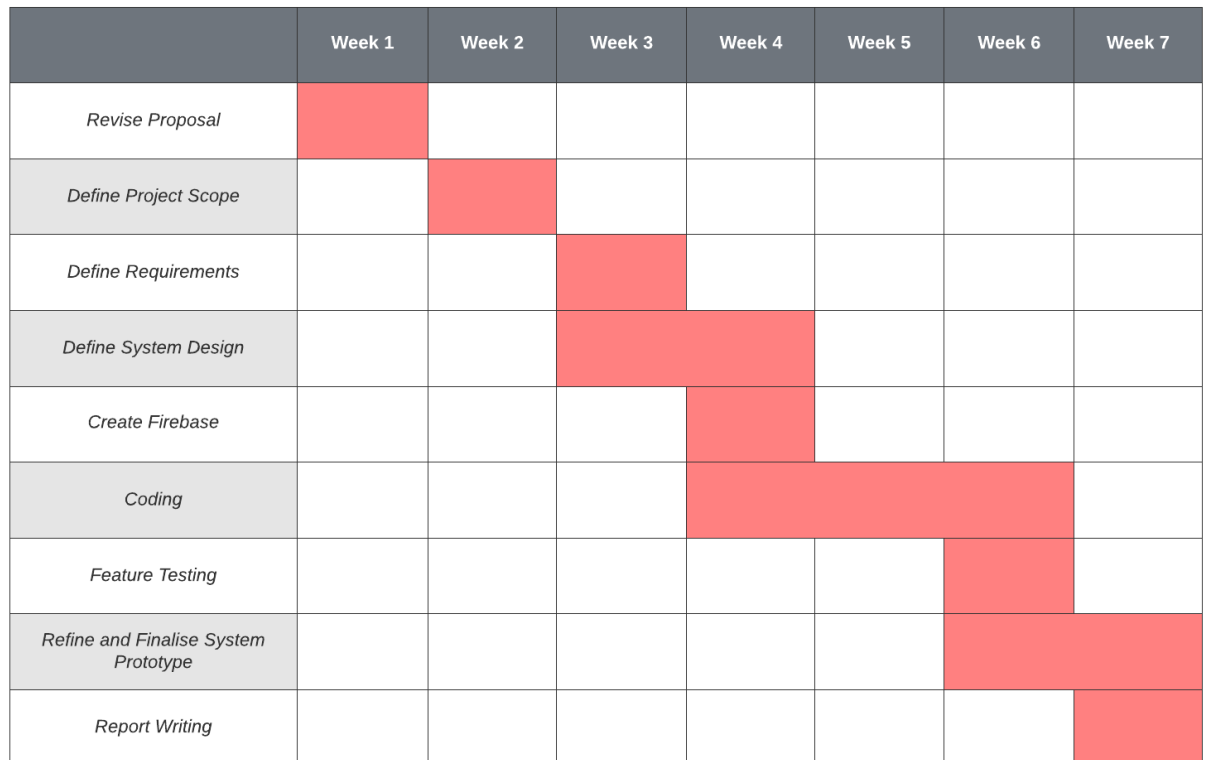 Week 1 Week 2 Week 3 Week 4 Week 5 Week 6 Week 7
Revise Proposal
Define Project Scope
Define Requirements
Define System Design
Create Firebase
Coding
Feature Testing
Refine and Finalise System
Prototype
Report Writing